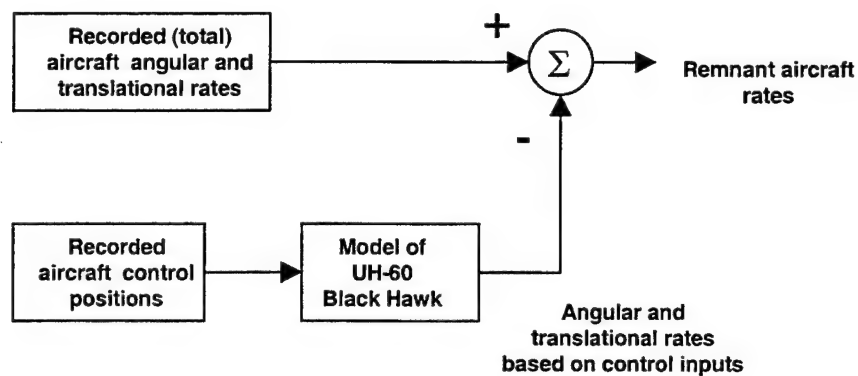 Recorded (total)
aircraft angular and
translational rates
+
Σ
Remnant aircraft
rates
-
Recorded
aircraft control
positions
Model of
UH-60
Black Hawk
Angular and
translational rates
based on control inputs